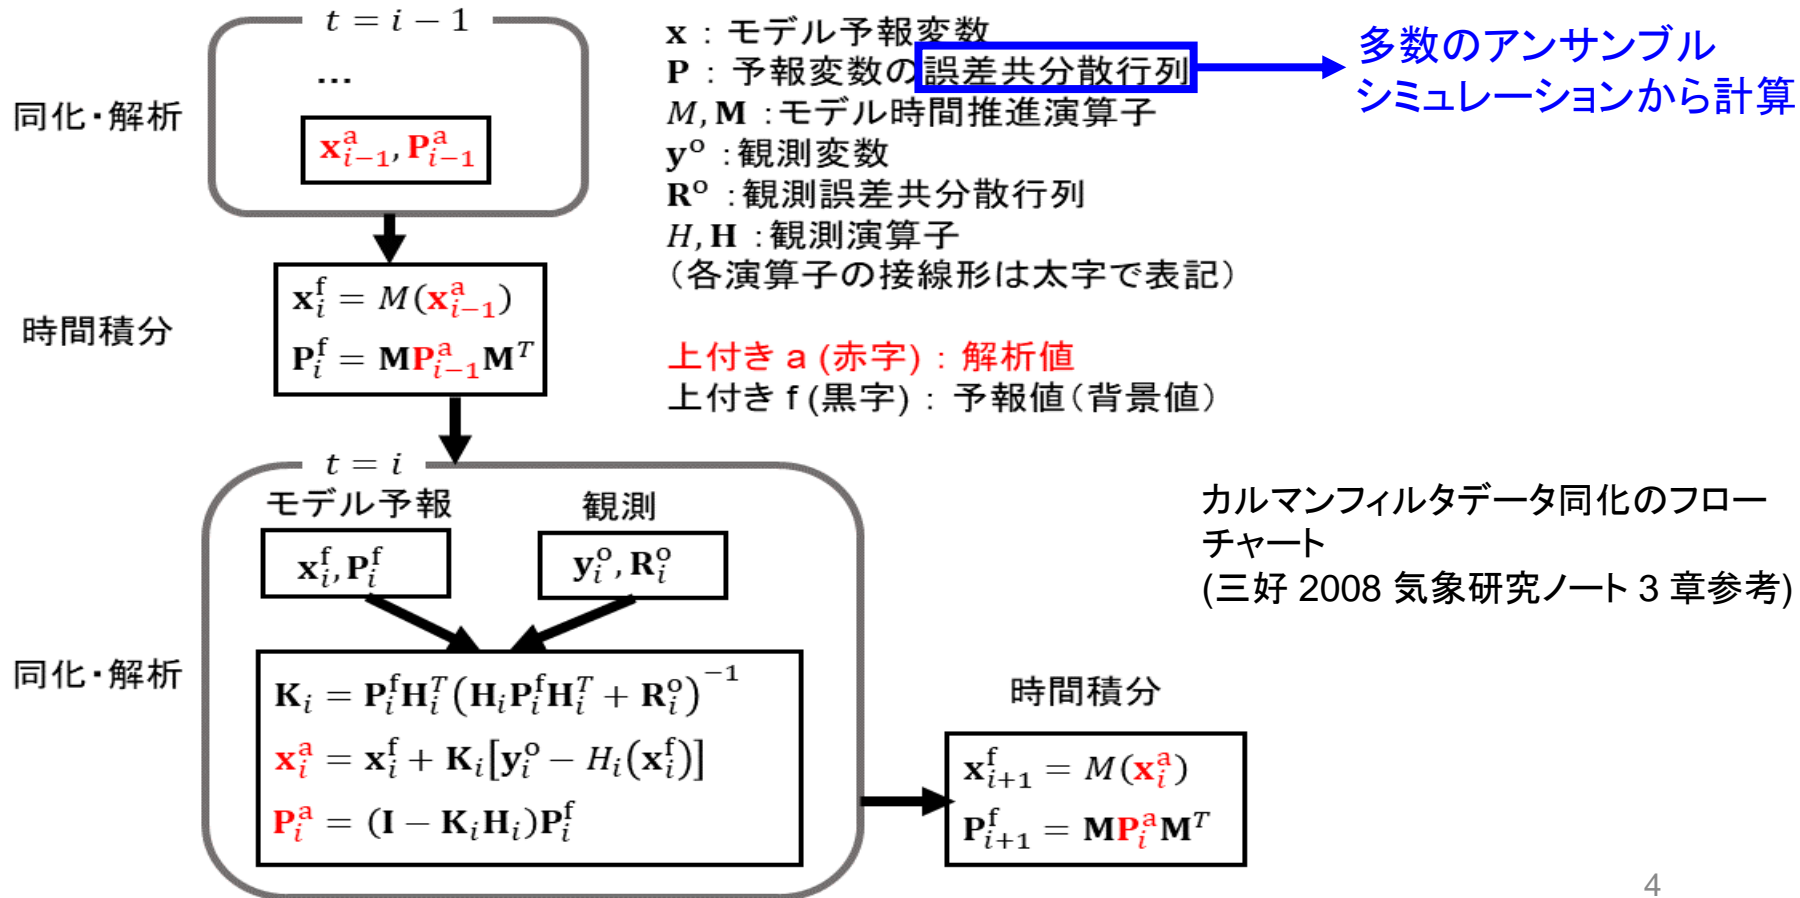 t = i − 1
…
同化・解析
x^a_{i−1}, P^a_{i−1}
x : モデル予報変数
P : 予報変数の誤差共分散行列
多数のアンサンブル
シミュレーションから計算
M, M : モデル時間推進演算子
y^o : 観測変数
R^o : 観測誤差共分散行列
H, H : 観測演算子
(各演算子の接線形は太字で表記)
時間積分
x^f_i = M(x^a_{i−1})
P^f_i = MP^a_{i−1}M^T
上付き a (赤字) : 解析値
上付き f (黒字) : 予報値(背景値)
t = i
モデル予報
観測
x^f_i, P^f_i
y^o_i, R^o_i
カルマンフィルタデータ同化のフロー
チャート
(三好 2008 気象研究ノート 3 章参考)
同化・解析
K_i = P^f_i H^T_i (H_i P^f_i H^T_i + R^o_i)^{−1}
x^a_i = x^f_i + K_i[y^o_i − H_i(x^f_i)]
P^a_i = (I − K_i H_i)P^f_i
時間積分
x^f_{i+1} = M(x^a_i)
P^f_{i+1} = MP^a_i M^T
4